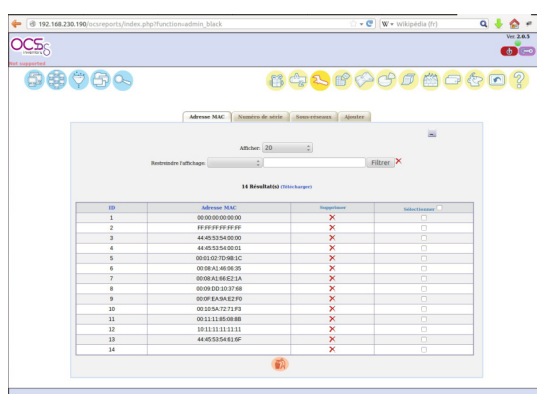 192.168.230.190/ocsreports/index.php?function=admin_black
W Wikipédia (fr)
Ver. 2.0.5
OCS
inventory
Not supported
Adresse MAC Numéro de série Sous-réseaux Ajouter
Afficher: 20
Restreindre l'affichage: Filtrer X
14 Résultat(s) (Télécharger)
ID Adresse MAC Supprimer Sélectionner
1 00:00:00:00:00:00
2 FF:FF:FF:FF:FF:FF
3 44:45:53:54:00:00
4 44:45:53:54:00:01
5 00:01:02:7D:9B:1C
6 00:08:A1:46:06:35
7 00:08:A1:66:E2:1A
8 00:09:DD:10:37:68
9 00:0F:EA:9A:E2:F0
10 00:10:5A:72:71:F3
11 00:11:11:85:08:8B
12 10:11:11:11:11:11
13 44:45:53:54:61:6F
14